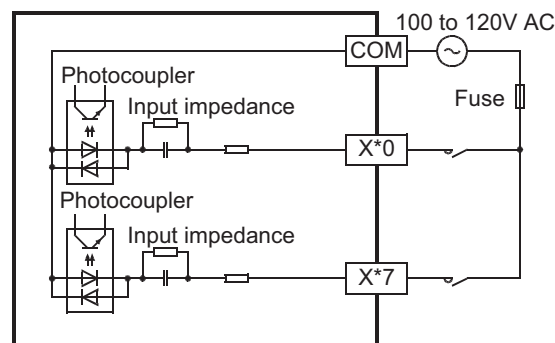 100 to 120V AC
COM
Photocoupler
Input impedance
Fuse
X*0
Photocoupler
Input impedance
X*7